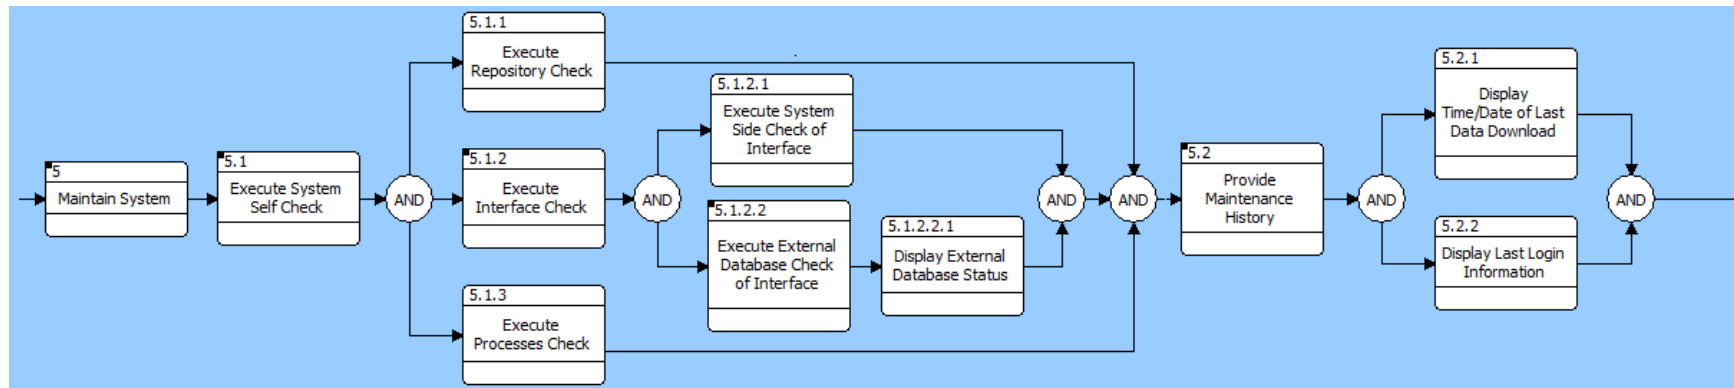 5
Maintain System
5.1
Execute System
Self Check
AND
5.1.1
Execute
Repository Check
5.1.2
Execute
Interface Check
5.1.3
Execute
Processes Check
AND
5.1.2.1
Execute System
Side Check of
Interface
5.1.2.2
Execute External
Database Check
of Interface
5.1.2.2.1
Display External
Database Status
AND
AND
5.2
Provide
Maintenance
History
AND
5.2.1
Display
Time/Date of Last
Data Download
5.2.2
Display Last Login
Information
AND